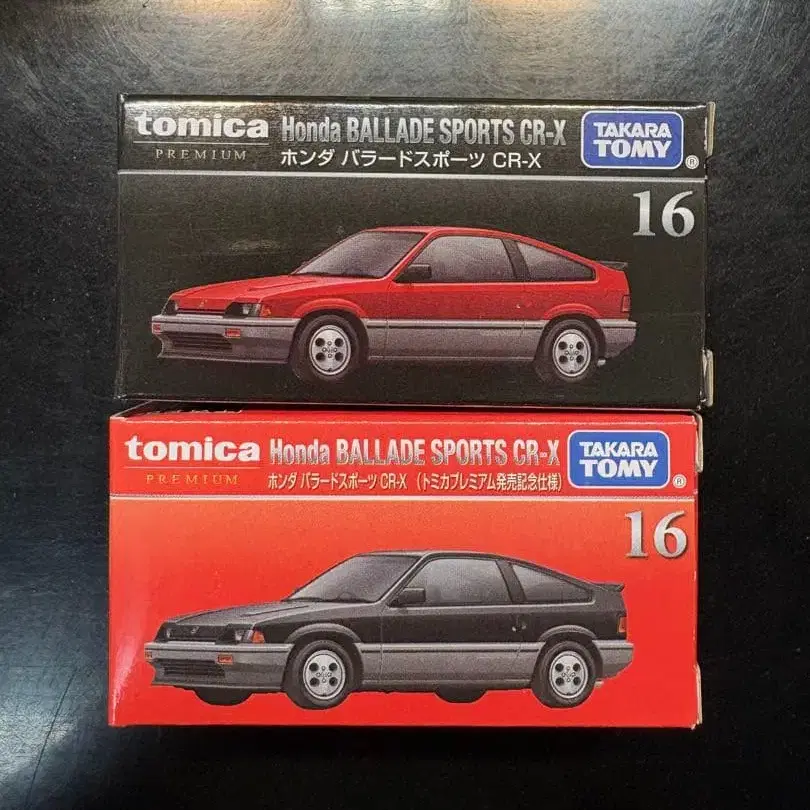 tomica Honda BALLADE SPORTS CR-X TAKARA TOMY ®
PREMIUM ホンダ バラードスポーツ CR-X
16
tomica Honda BALLADE SPORTS CR-X TAKARA TOMY ®
PREMIUM ホンダ バラードスポーツ CR-X (トミカプレミアム発売記念仕様)
16